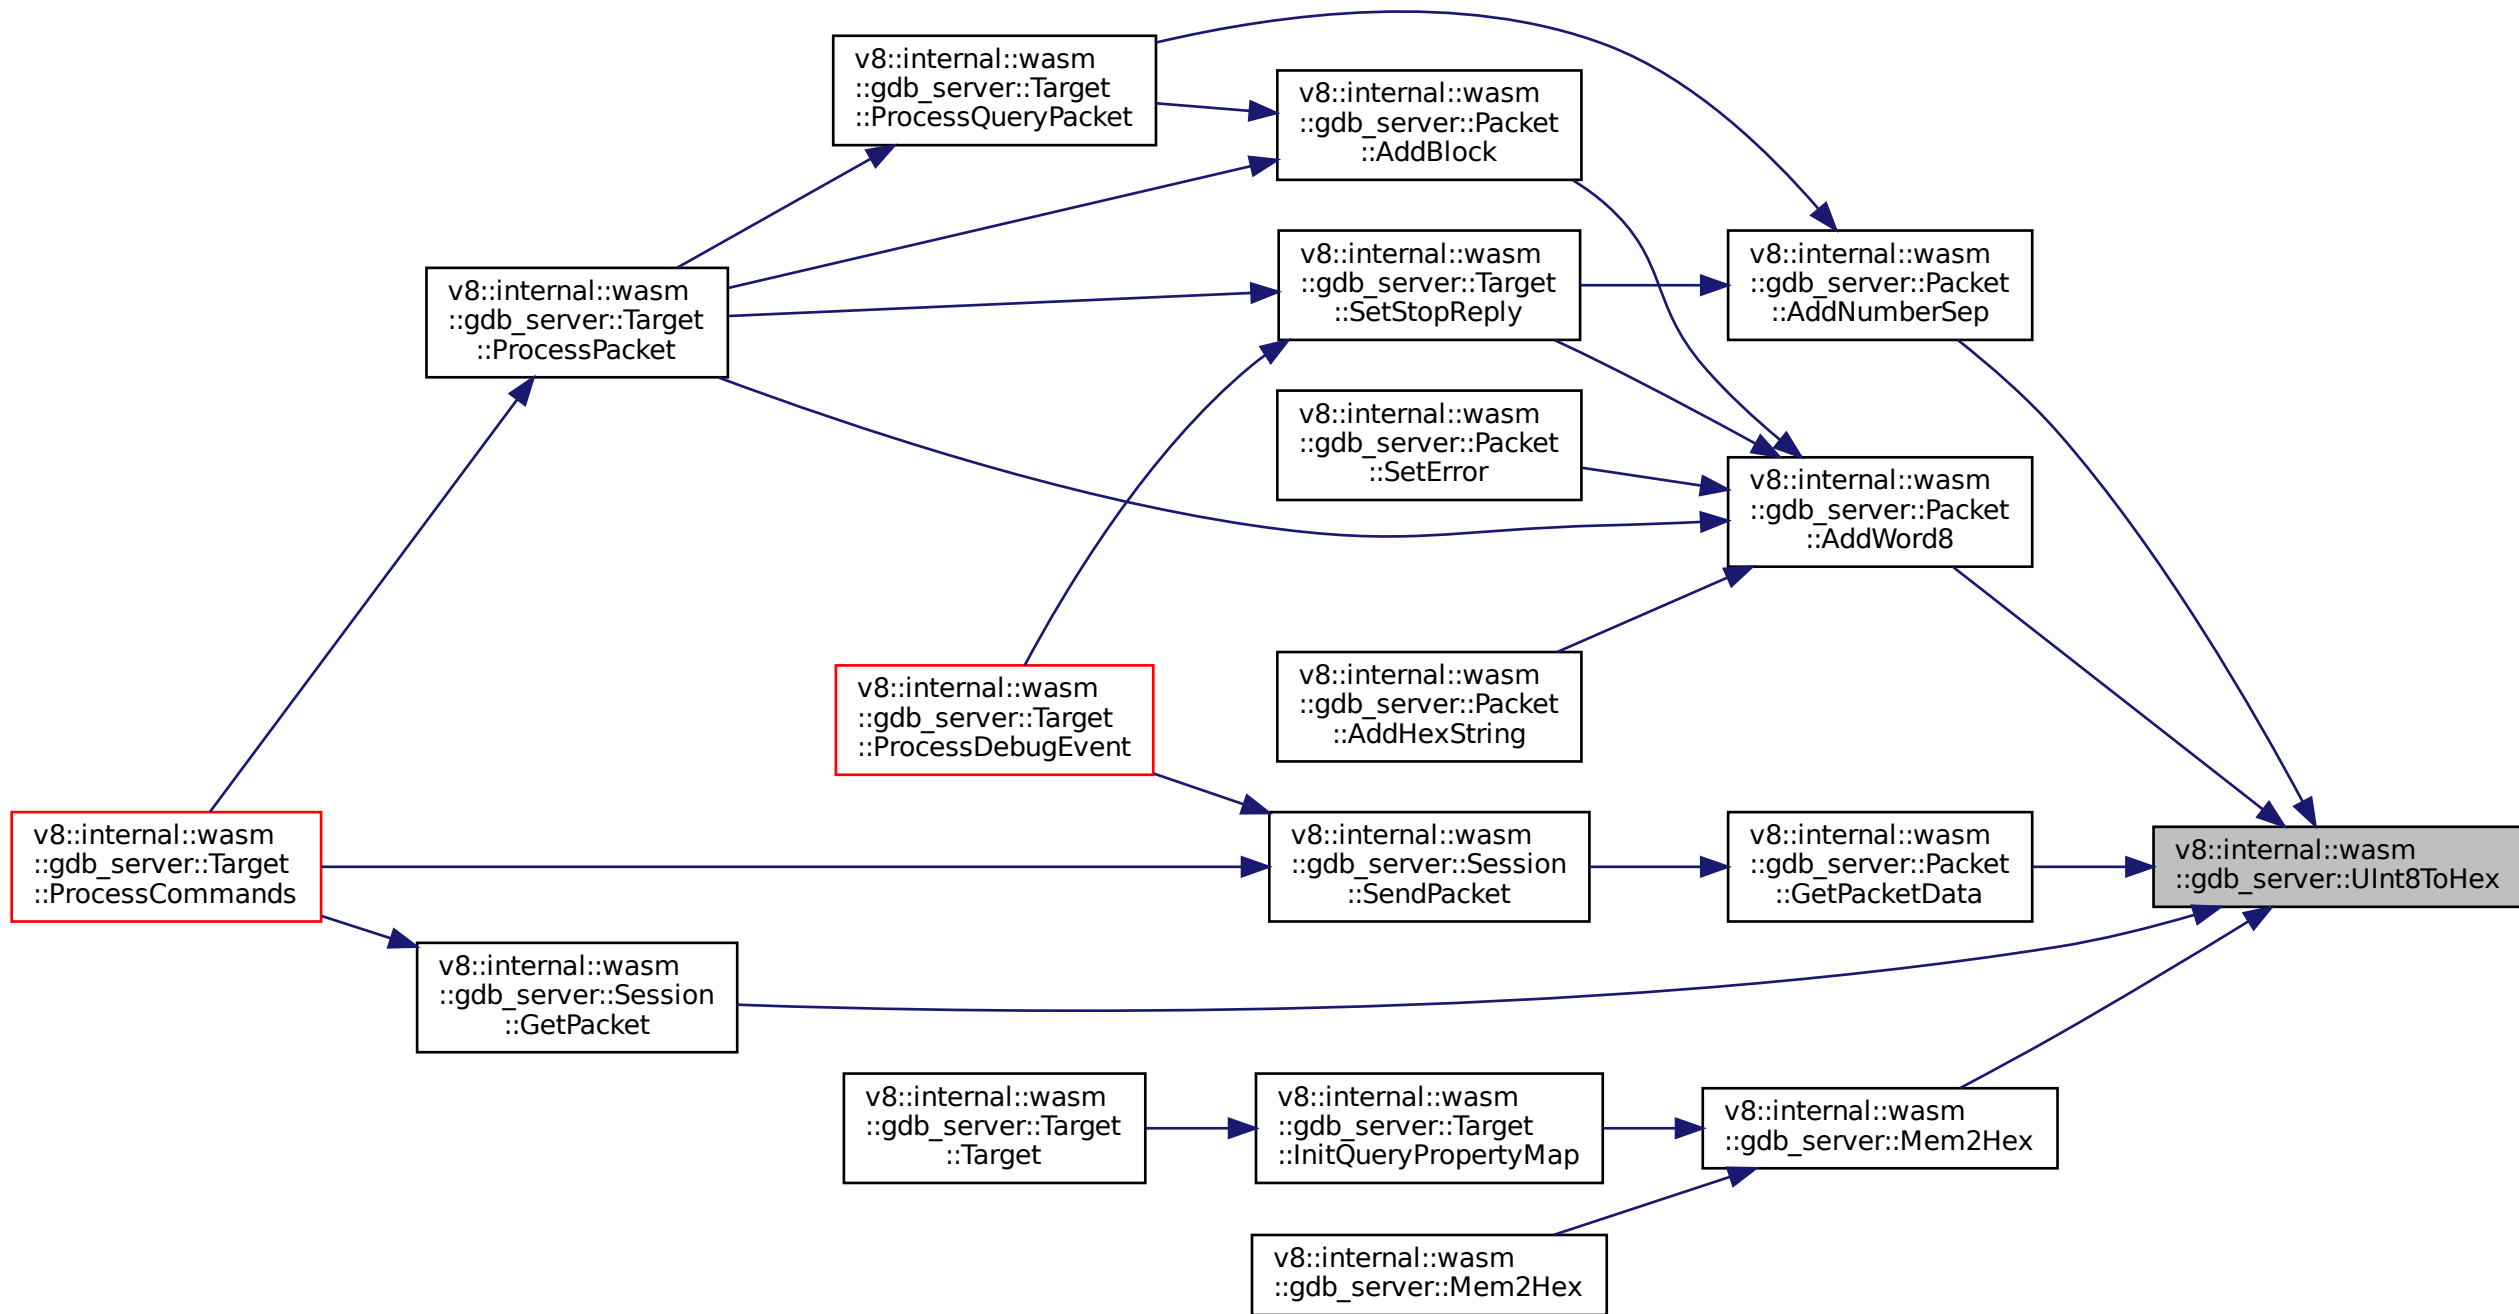 v8::internal::wasm
::gdb_server::Target
::ProcessQueryPacket
v8::internal::wasm
::gdb_server::Packet
::AddBlock
v8::internal::wasm
::gdb_server::Target
::SetStopReply
v8::internal::wasm
::gdb_server::Packet
::AddNumberSep
v8::internal::wasm
::gdb_server::Target
::ProcessPacket
v8::internal::wasm
::gdb_server::Packet
::SetError
v8::internal::wasm
::gdb_server::Packet
::AddWord8
v8::internal::wasm
::gdb_server::Packet
::AddHexString
v8::internal::wasm
::gdb_server::Target
::ProcessDebugEvent
v8::internal::wasm
::gdb_server::Target
::ProcessCommands
v8::internal::wasm
::gdb_server::Session
::SendPacket
v8::internal::wasm
::gdb_server::Packet
::GetPacketData
v8::internal::wasm
::gdb_server::UInt8ToHex
v8::internal::wasm
::gdb_server::Session
::GetPacket
v8::internal::wasm
::gdb_server::Target
::Target
v8::internal::wasm
::gdb_server::Target
::InitQueryPropertyMap
v8::internal::wasm
::gdb_server::Mem2Hex
v8::internal::wasm
::gdb_server::Mem2Hex